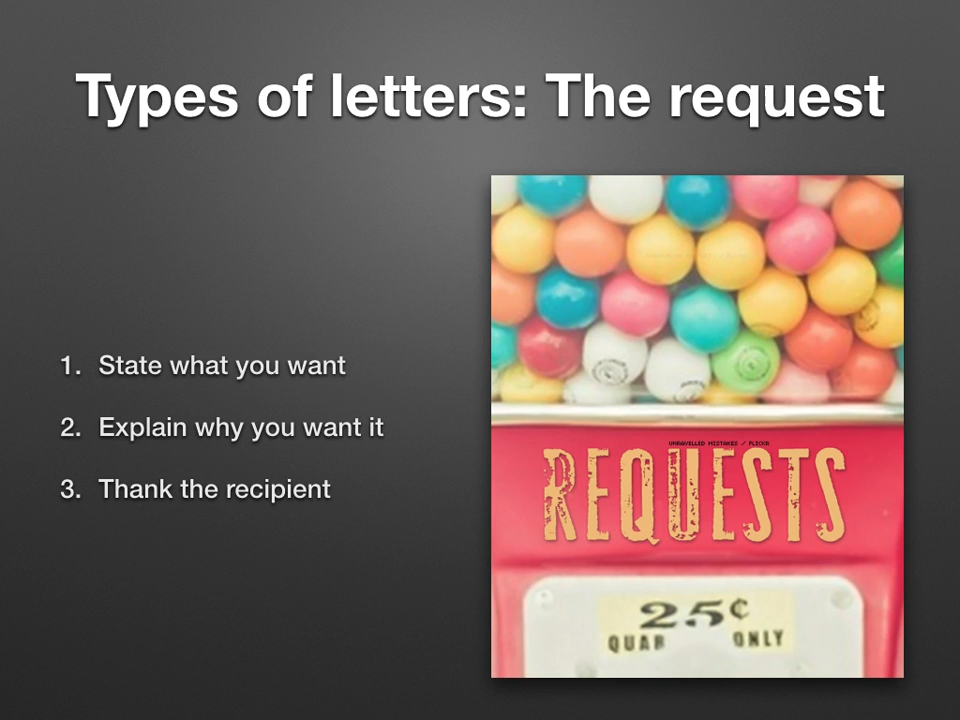 Types of letters: The request
1. State what you want
2. Explain why you want it
3. Thank the recipient
UNRAVELLED MISTAKES / FLICKR
REQUESTS
25¢
QUAR ONLY